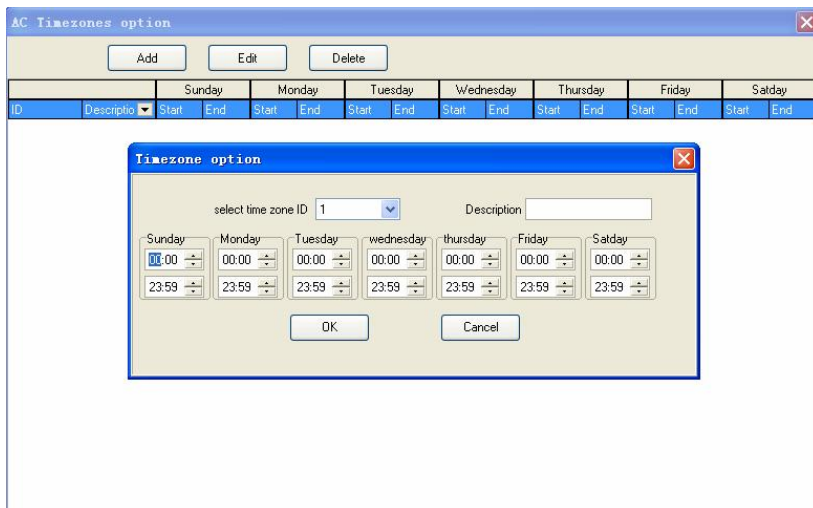 AC Timezones option
Add Edit Delete
Sunday Monday Tuesday Wednesday Thursday Friday Satday
ID Descriptio Start End Start End Start End Start End Start End Start End Start End
Timezone option
select time zone ID 1 Description
Sunday Monday Tuesday wednesday thursday Friday Satday
00:00 00:00 00:00 00:00 00:00 00:00 00:00
23:59 23:59 23:59 23:59 23:59 23:59 23:59
OK Cancel